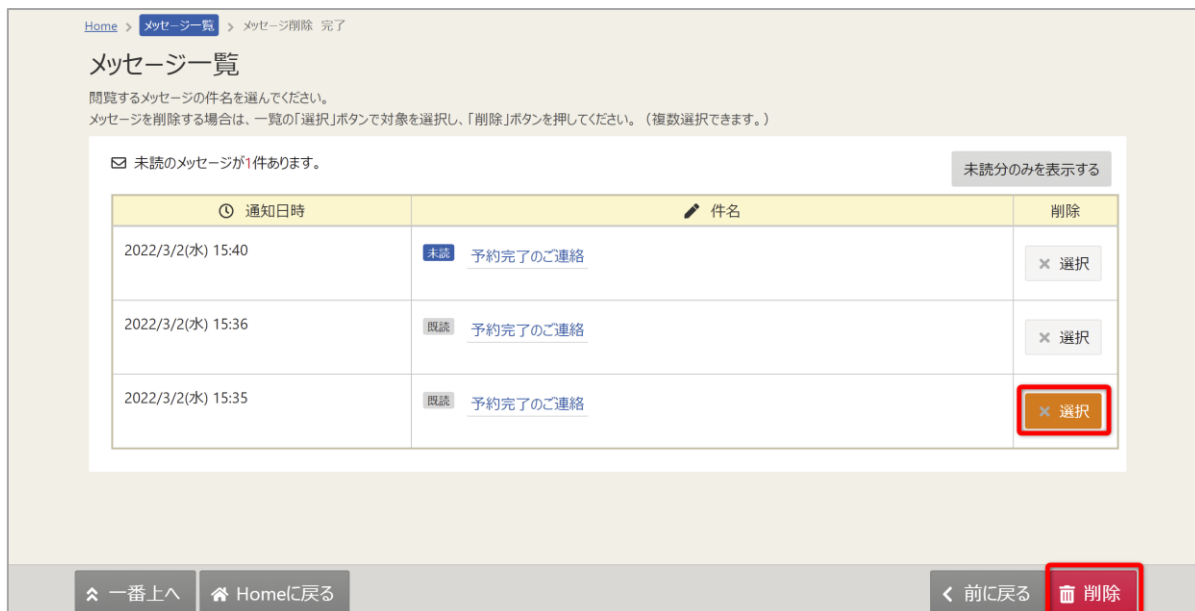 Home > メッセージ一覧 > メッセージ削除 完了
メッセージ一覧
閲覧するメッセージの件名を選んでください。
メッセージを削除する場合は、一覧の「選択」ボタンで対象を選択し、「削除」ボタンを押してください。（複数選択できます。）
未読のメッセージが1件あります。 未読分のみを表示する
通知日時 件名 削除
2022/3/2(水) 15:40 未読 予約完了のご連絡 × 選択
2022/3/2(水) 15:36 既読 予約完了のご連絡 × 選択
2022/3/2(水) 15:35 既読 予約完了のご連絡 × 選択
一番上へ Homeに戻る 前に戻る 削除